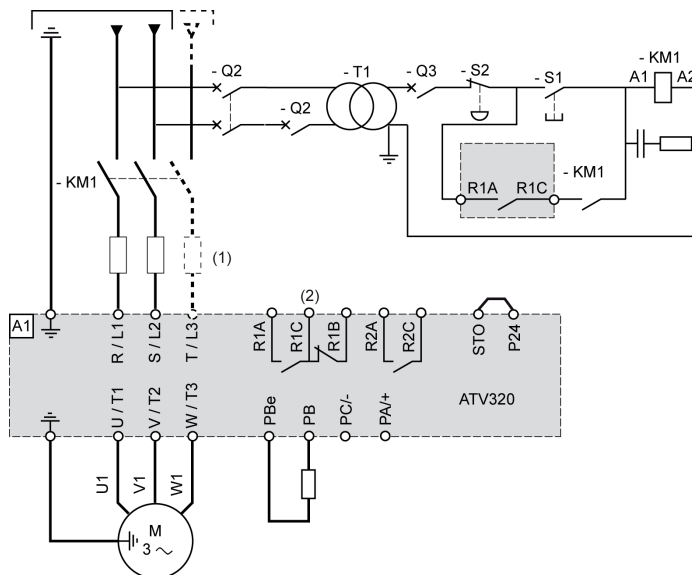 - Q2
- T1
- Q3
- S2
- S1
- KM1
A1 A2
- Q2
- KM1
R1A R1C
- KM1
(1)
(2)
A1
R / L1
S / L2
T / L3
R1A
R1C
R1B
R2A
R2C
STO
P24
ATV320
U / T1
V / T2
W / T3
PBe
PB
PC/-
PA/+
U1
V1
W1
M
3 ~